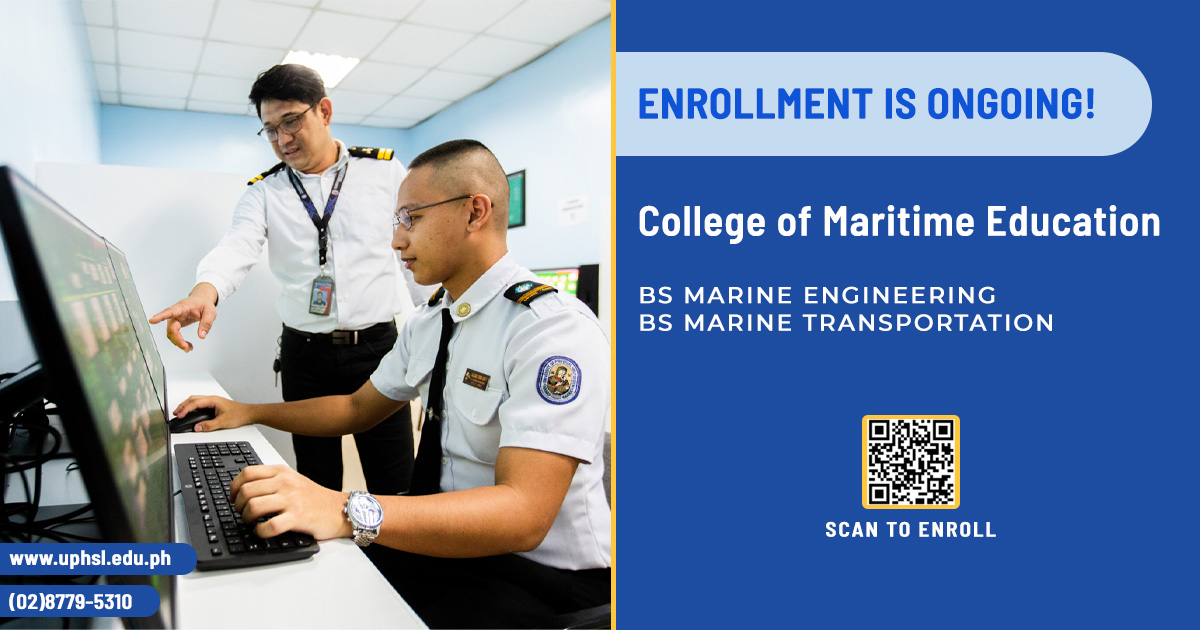 ENROLLMENT IS ONGOING!
College of Maritime Education
BS MARINE ENGINEERING
BS MARINE TRANSPORTATION
SCAN TO ENROLL
www.uphsl.edu.ph
(02)8779-5310